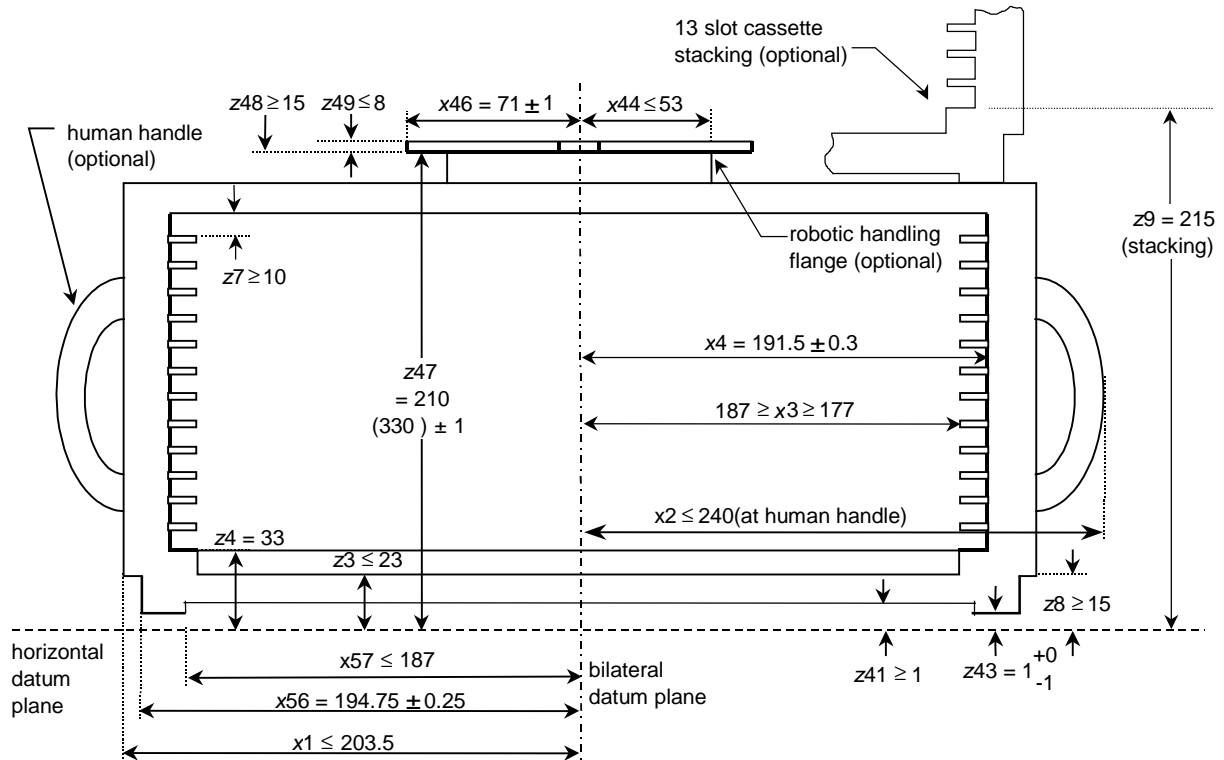 13 slot cassette
stacking (optional)
z48 ≥ 15
z49 ≤ 8
x46 = 71 ± 1
x44 ≤ 53
human handle
(optional)
z9 = 215
(stacking)
robotic handling
flange (optional)
z7 ≥ 10
x4 = 191.5 ± 0.3
z47
= 210
(330 ) ± 1
187 ≥ x3 ≥ 177
x2 ≤ 240(at human handle)
z4 = 33
z3 ≤ 23
z8 ≥ 15
horizontal
datum
plane
x57 ≤ 187
bilateral
datum plane
z41 ≥ 1
z43 = 1 +0
-1
x56 = 194.75 ± 0.25
x1 ≤ 203.5